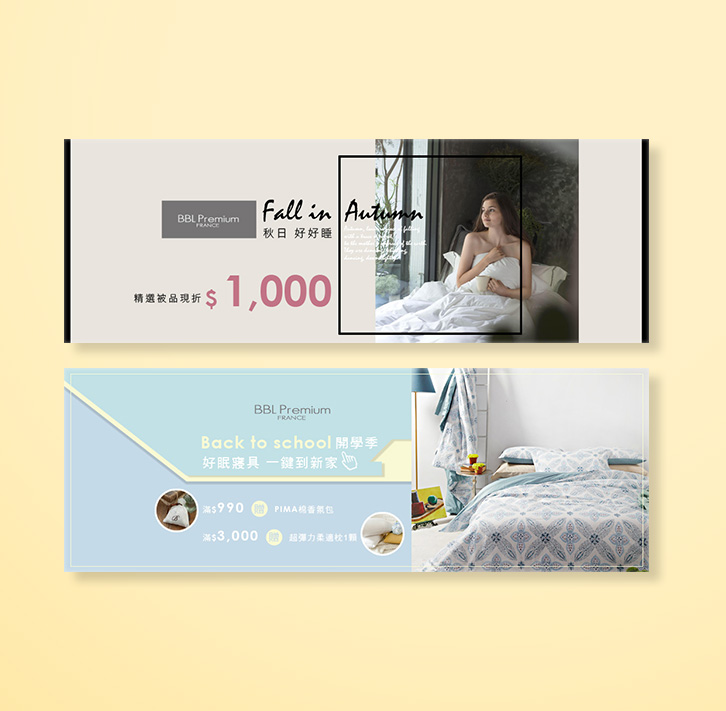 BBL Premium
FRANCE
Fall in Autumn
秋日 好好睡
精選被品現折 $ 1,000
BBL Premium
FRANCE
Back to school 開學季
好眠寢具 一鍵到新家
滿$990 贈 PIMA棉香氛包
滿$3,000 贈 超彈力柔邊枕1顆